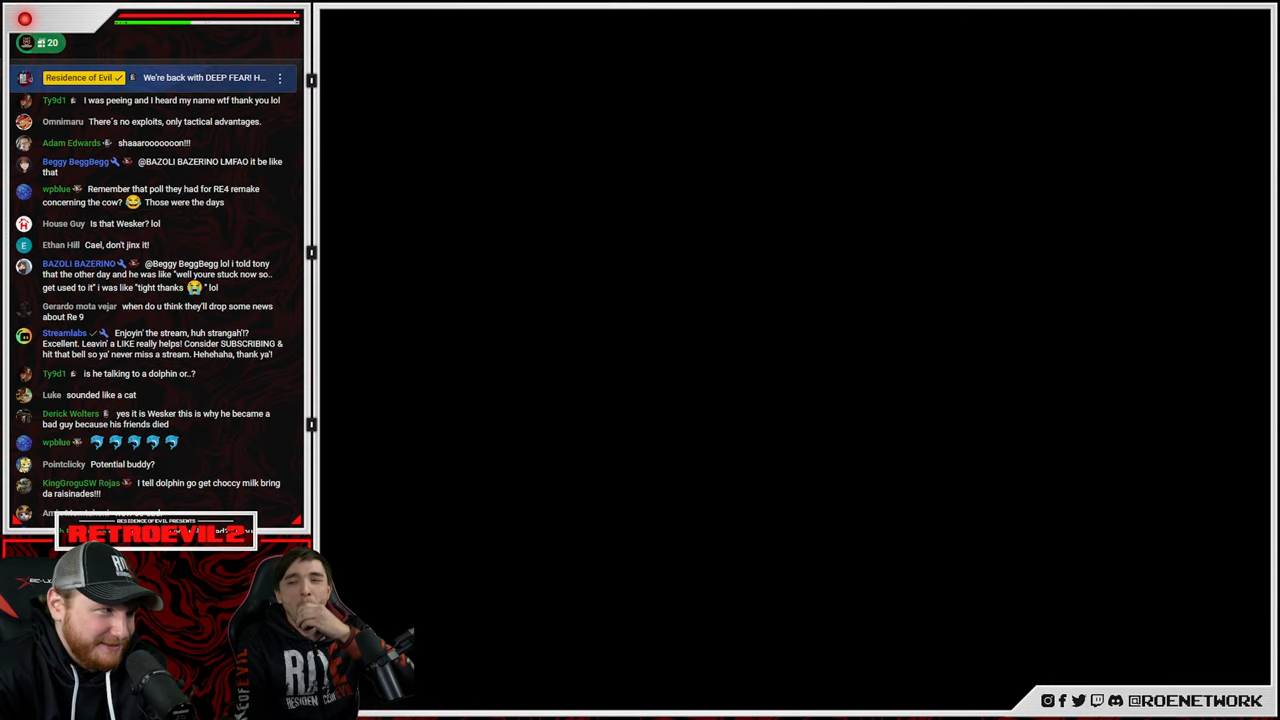 20
Residence of Evil We're back with DEEP FEAR! H...
Ty9d1 I was peeing and I heard my name wtf thank you lol
Omnimaru There´s no exploits, only tactical advantages.
Adam Edwards shaaarooooooon!!!
Beggy BeggBegg @BAZOLI BAZERINO LMFAO it be like
that
wpblue Remember that poll they had for RE4 remake
concerning the cow? 😂 Those were the days
House Guy Is that Wesker? lol
Ethan Hill Cael, don't jinx it!
BAZOLI BAZERINO @Beggy BeggBegg lol i told tony
that the other day and he was like "well youre stuck now so..
get used to it" i was like "tight thanks 😭 " lol
Gerardo mota vejar when do u think they'll drop some news
about Re 9
Streamlabs Enjoyin' the stream, huh strangah'!?
Excellent. Leavin' a LIKE really helps! Consider SUBSCRIBING &
hit that bell so ya' never miss a stream. Hehehaha, thank ya'!
Ty9d1 is he talking to a dolphin or..?
Luke sounded like a cat
Derick Wolters yes it is Wesker this is why he became a
bad guy because his friends died
wpblue 🐬🐬🐬🐬🐬
Pointclicky Potential buddy?
KingGroguSW Rojas I tell dolphin go get choccy milk bring
da raisinades!!!
RESIDENCE OF EVIL PRESENTS
RETROEVIL 2
@ROENETWORK